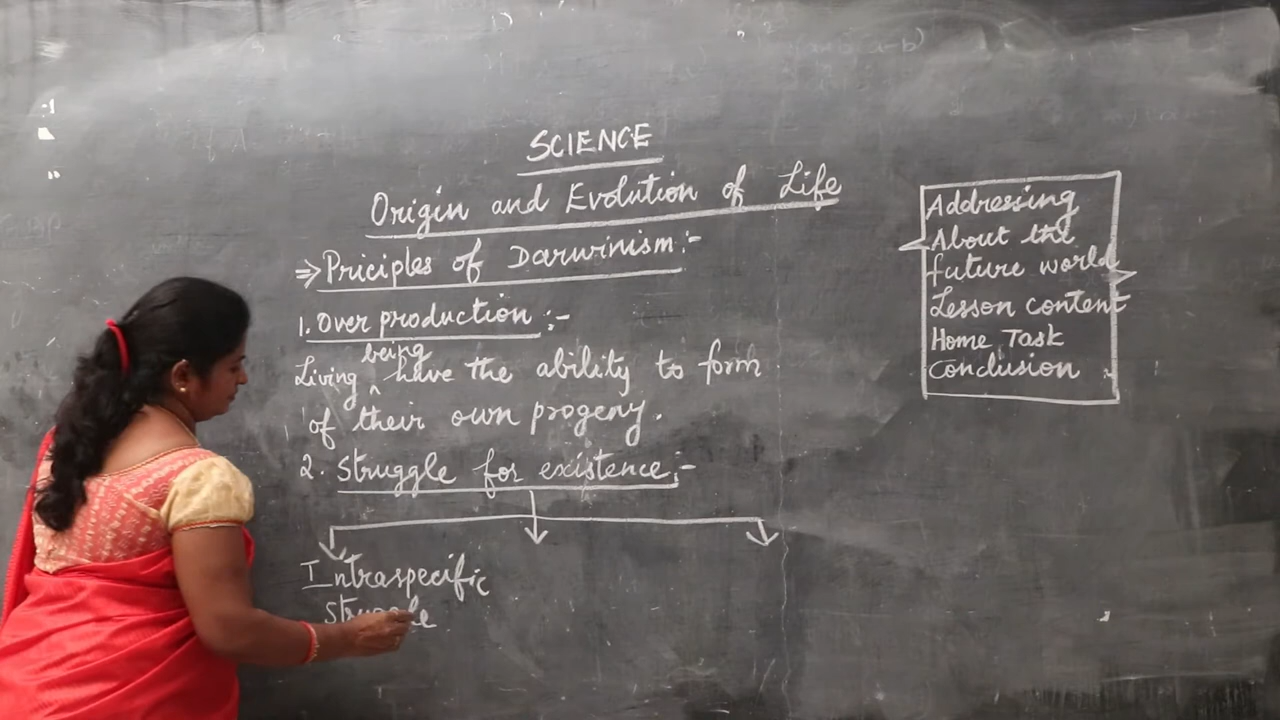 SCIENCE
Origin and Evolution of Life
⇒ Priciples of Darwinism:-
1. Over production :-
being
Living ^ have the ability to form
of their own progeny.
2. Struggle for existence:-
Intraspecific
Struggle
Addressing
About the
future world
Lesson content
Home Task
Conclusion